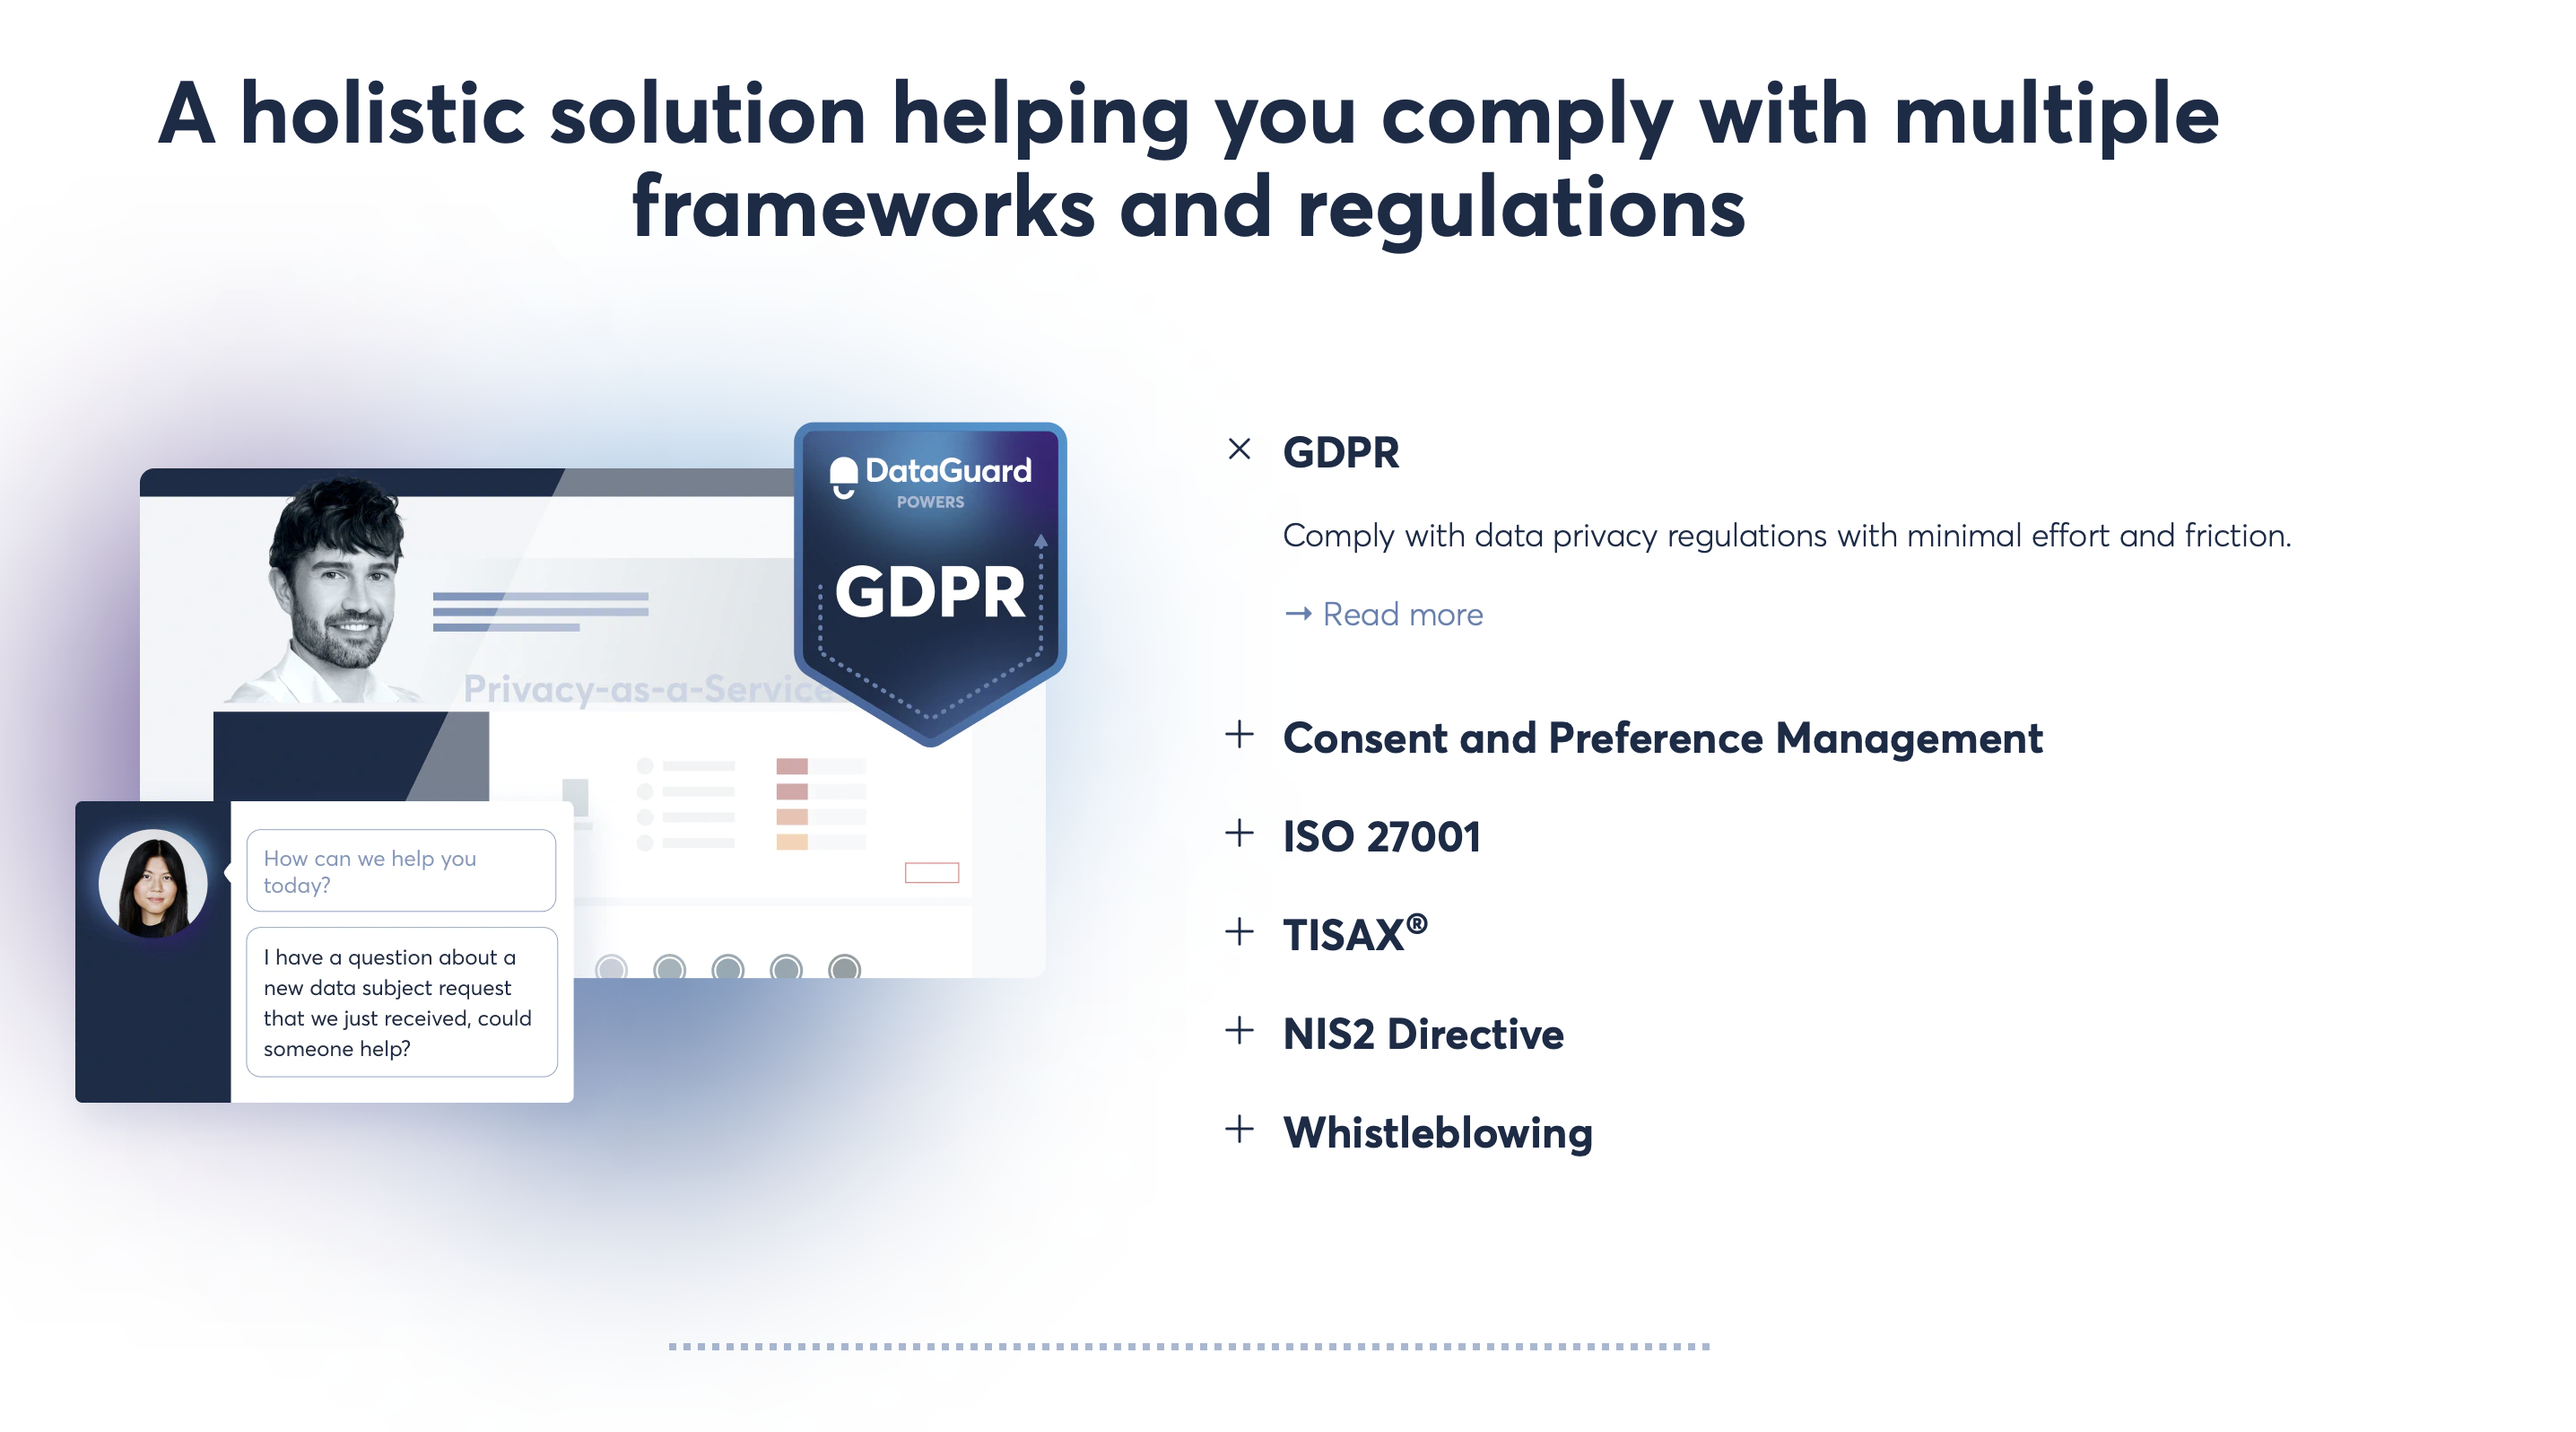 A holistic solution helping you comply with multiple
frameworks and regulations
DataGuard
POWERS
GDPR
Privacy-as-a-Service
How can we help you
today?
I have a question about a
new data subject request
that we just received, could
someone help?
GDPR
Comply with data privacy regulations with minimal effort and friction.
→ Read more
Consent and Preference Management
ISO 27001
TISAX®
NIS2 Directive
Whistleblowing